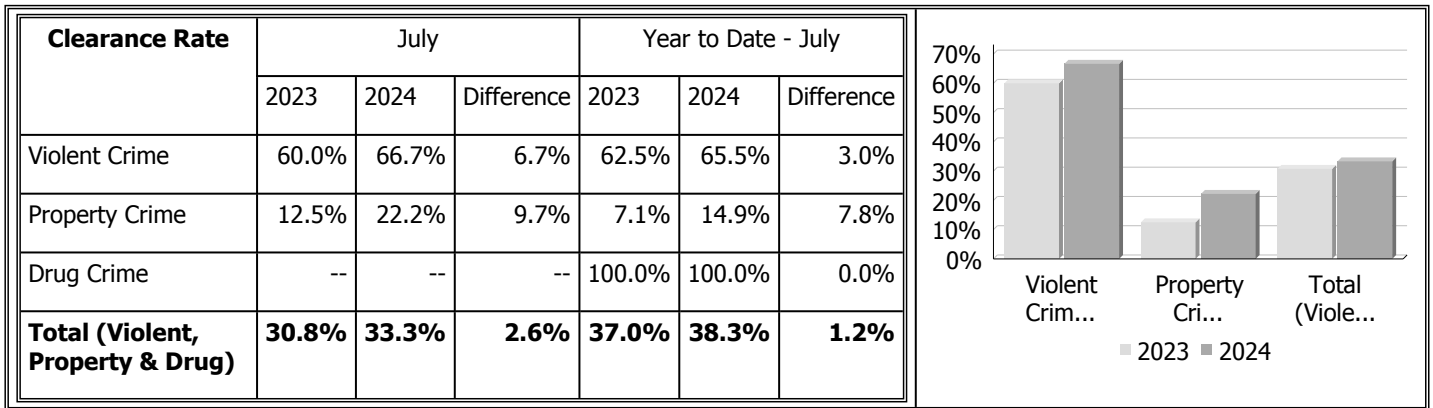 Clearance Rate July Year to Date - July
2023 2024 Difference 2023 2024 Difference
Violent Crime 60.0% 66.7% 6.7% 62.5% 65.5% 3.0%
Property Crime 12.5% 22.2% 9.7% 7.1% 14.9% 7.8%
Drug Crime -- -- -- 100.0% 100.0% 0.0%
Total (Violent, 30.8% 33.3% 2.6% 37.0% 38.3% 1.2%
Property & Drug)
70%
60%
50%
40%
30%
20%
10%
0%
Violent Property Total
Crim... Cri... (Viole...
2023 2024